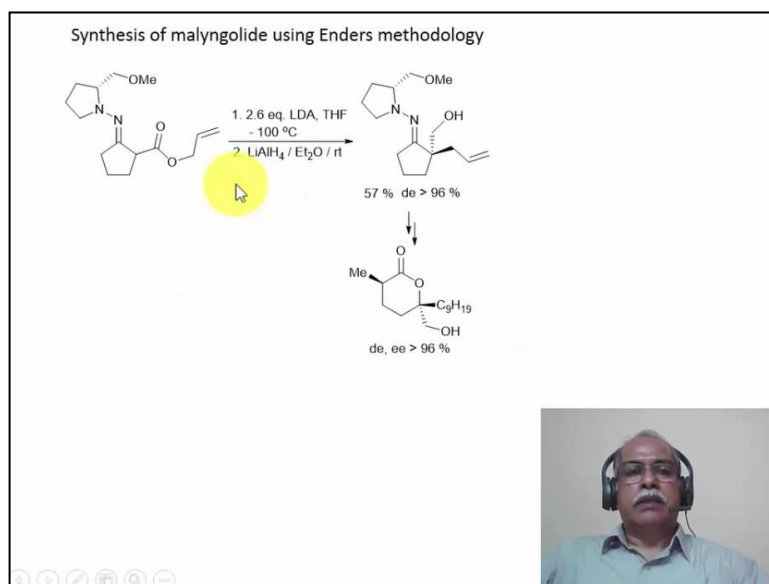 Synthesis of malyngolide using Enders methodology
OMe
N
N
O
O
1. 2.6 eq. LDA, THF
- 100 ºC
2. LiAlH₄ / Et₂O / rt
OMe
N
N
OH
57 % de > 96 %
O
Me
O
C₉H₁₉
OH
de, ee > 96 %